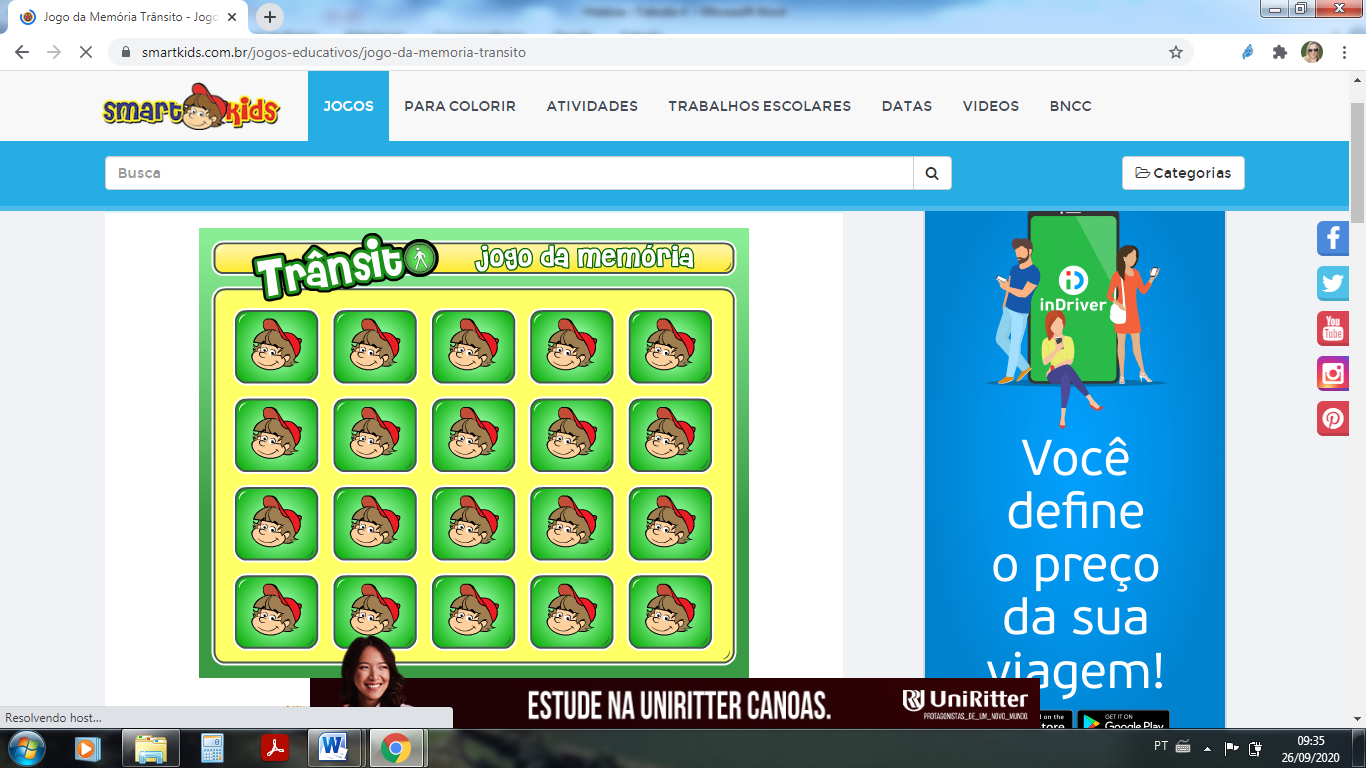 Jogo da Memória Trânsito - Jogo
smartkids.com.br/jogos-educativos/jogo-da-memoria-transito
smart kids
JOGOS
PARA COLORIR
ATIVIDADES
TRABALHOS ESCOLARES
DATAS
VIDEOS
BNCC
Busca
Categorias
Trânsito
jogo da memória
inDriver
Você
define
o preço
da sua
viagem!
GET IT ON
Google Play
You
Tube
ESTUDE NA UNIRITTER CANOAS.
UniRitter
PROTAGONISTAS_DE_UM_NOVO_MUNDO.
Resolvendo host...
PT
09:35
26/09/2020